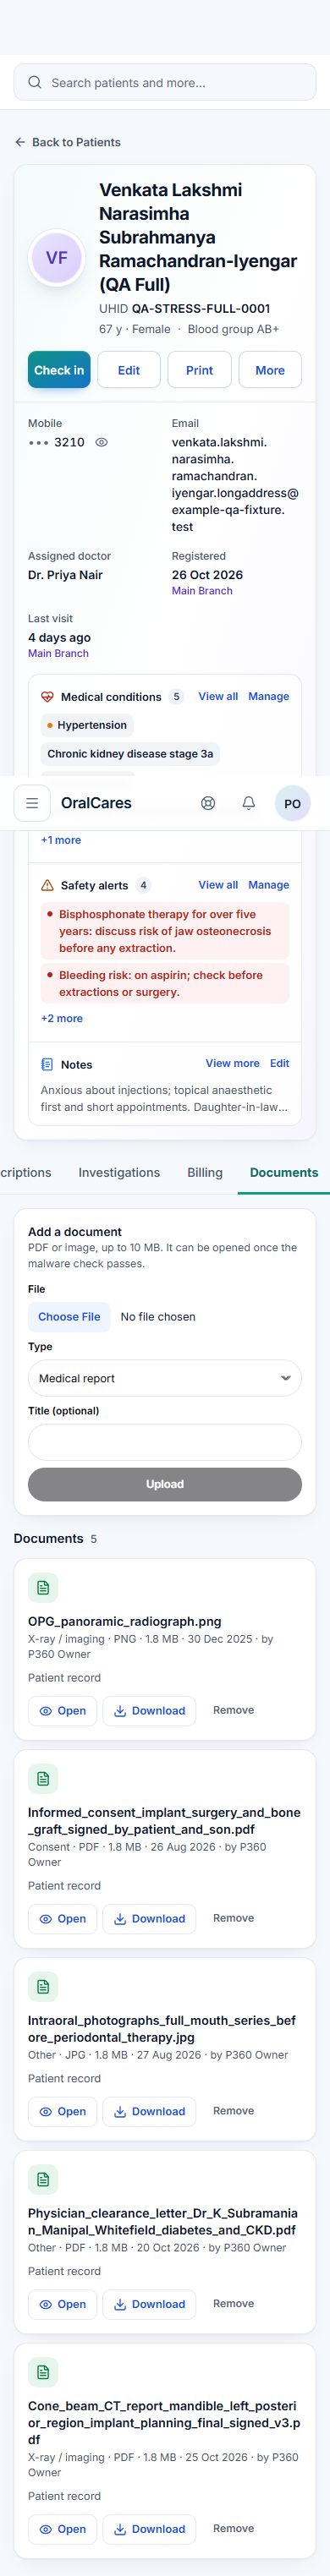 Search patients and more...
Back to Patients
VF
Venkata Lakshmi
Narasimha
Subrahmanya
Ramachandran-Iyengar
(QA Full)
UHID QA-STRESS-FULL-0001
67 y · Female · Blood group AB+
Check in
Edit
Print
More
Mobile
••• 3210
Email
venkata.lakshmi.
narasimha.
ramachandran.
iyengar.longaddress@
example-qa-fixture.
test
Assigned doctor
Dr. Priya Nair
Registered
26 Oct 2026
Main Branch
Last visit
4 days ago
Main Branch
Medical conditions 5 View all Manage
Hypertension
Chronic kidney disease stage 3a
OralCares
PO
+1 more
Safety alerts 4 View all Manage
Bisphosphonate therapy for over five
years: discuss risk of jaw osteonecrosis
before any extraction.
Bleeding risk: on aspirin; check before
extractions or surgery.
+2 more
Notes View more Edit
Anxious about injections; topical anaesthetic
first and short appointments. Daughter-in-law...
criptions Investigations Billing Documents
Add a document
PDF or image, up to 10 MB. It can be opened once the
malware check passes.
File
Choose File No file chosen
Type
Medical report
Title (optional)
Upload
Documents 5
OPG_panoramic_radiograph.png
X-ray / imaging · PNG · 1.8 MB · 30 Dec 2025 · by
P360 Owner
Patient record
Open Download Remove
Informed_consent_implant_surgery_and_bone
_graft_signed_by_patient_and_son.pdf
Consent · PDF · 1.8 MB · 26 Aug 2026 · by P360
Owner
Patient record
Open Download Remove
Intraoral_photographs_full_mouth_series_bef
ore_periodontal_therapy.jpg
Other · JPG · 1.8 MB · 27 Aug 2026 · by P360 Owner
Patient record
Open Download Remove
Physician_clearance_letter_Dr_K_Subramania
n_Manipal_Whitefield_diabetes_and_CKD.pdf
Other · PDF · 1.8 MB · 20 Oct 2026 · by P360 Owner
Patient record
Open Download Remove
Cone_beam_CT_report_mandible_left_posteri
or_region_implant_planning_final_signed_v3.p
df
X-ray / imaging · PDF · 1.8 MB · 25 Oct 2026 · by P360
Owner
Patient record
Open Download Remove